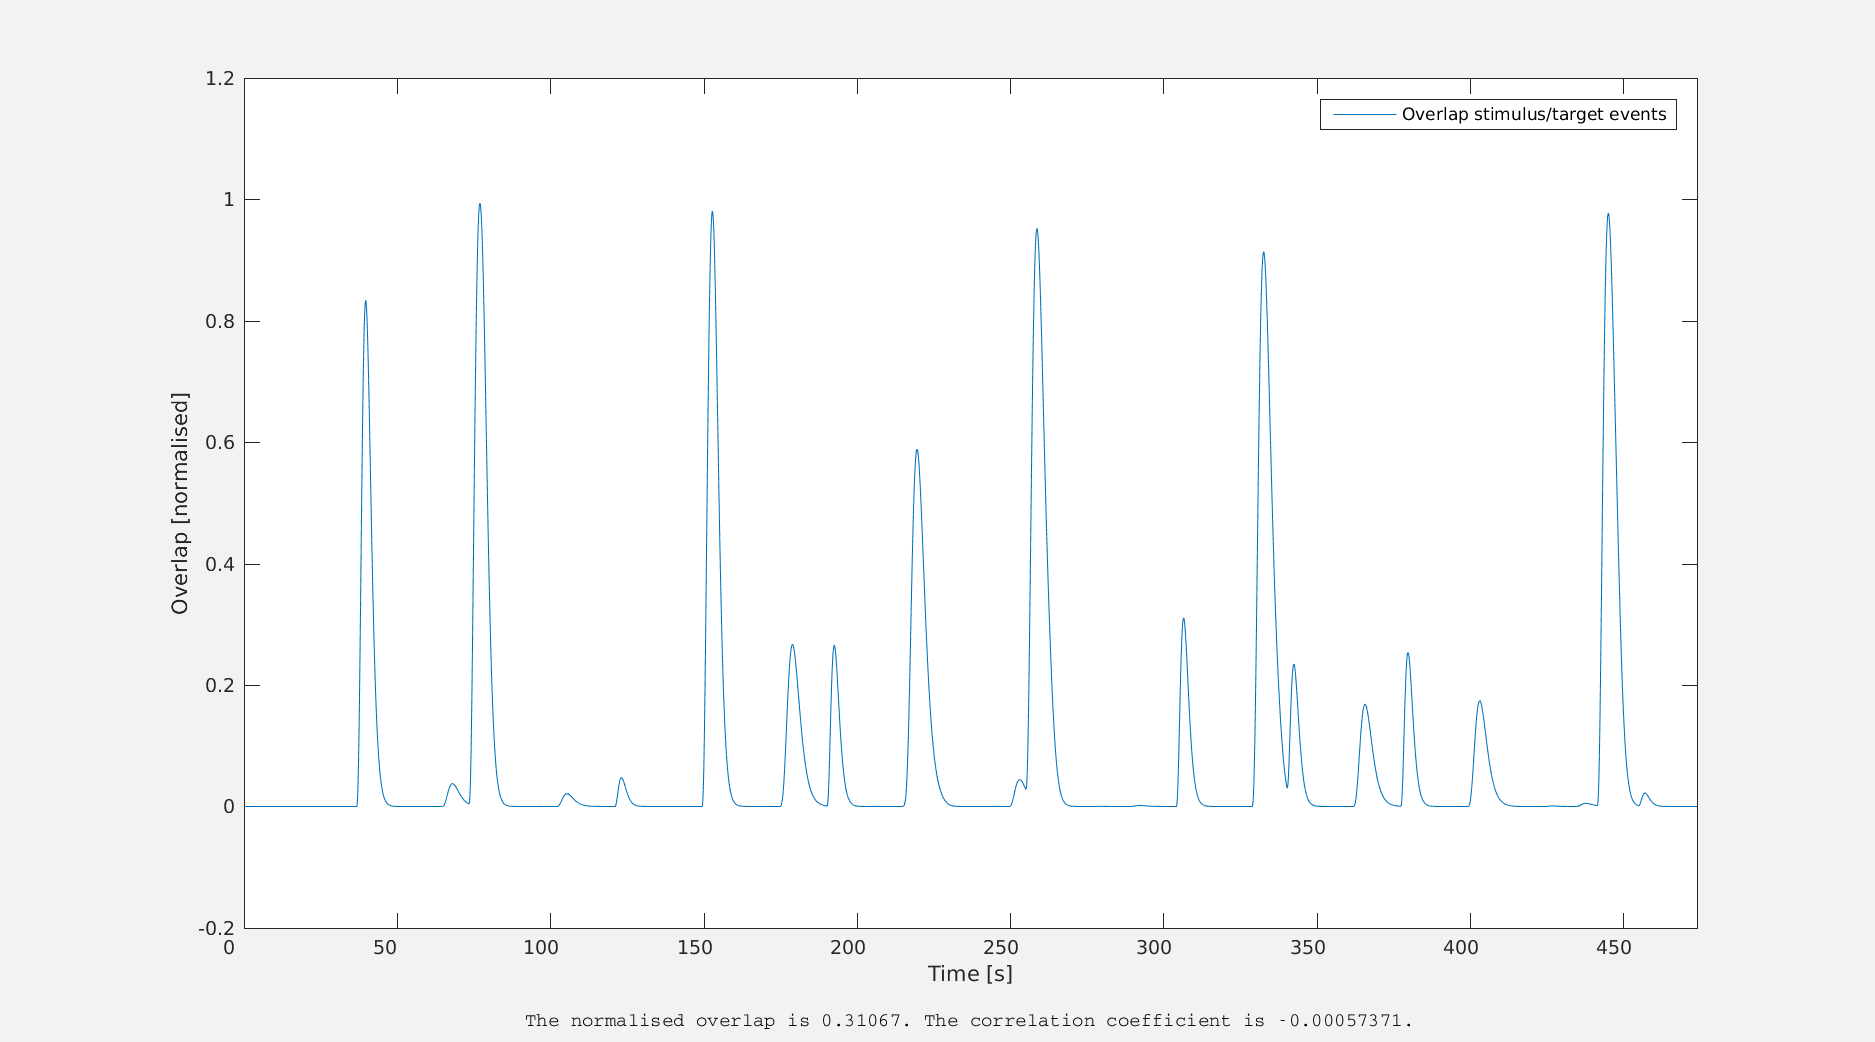 1.2
Overlap stimulus/target events
1
0.8
0.6
0.4
0.2
0
-0.2
Overlap [normalised]
0 50 100 150 200 250 300 350 400 450
Time [s]
The normalised overlap is 0.31067. The correlation coefficient is -0.00057371.